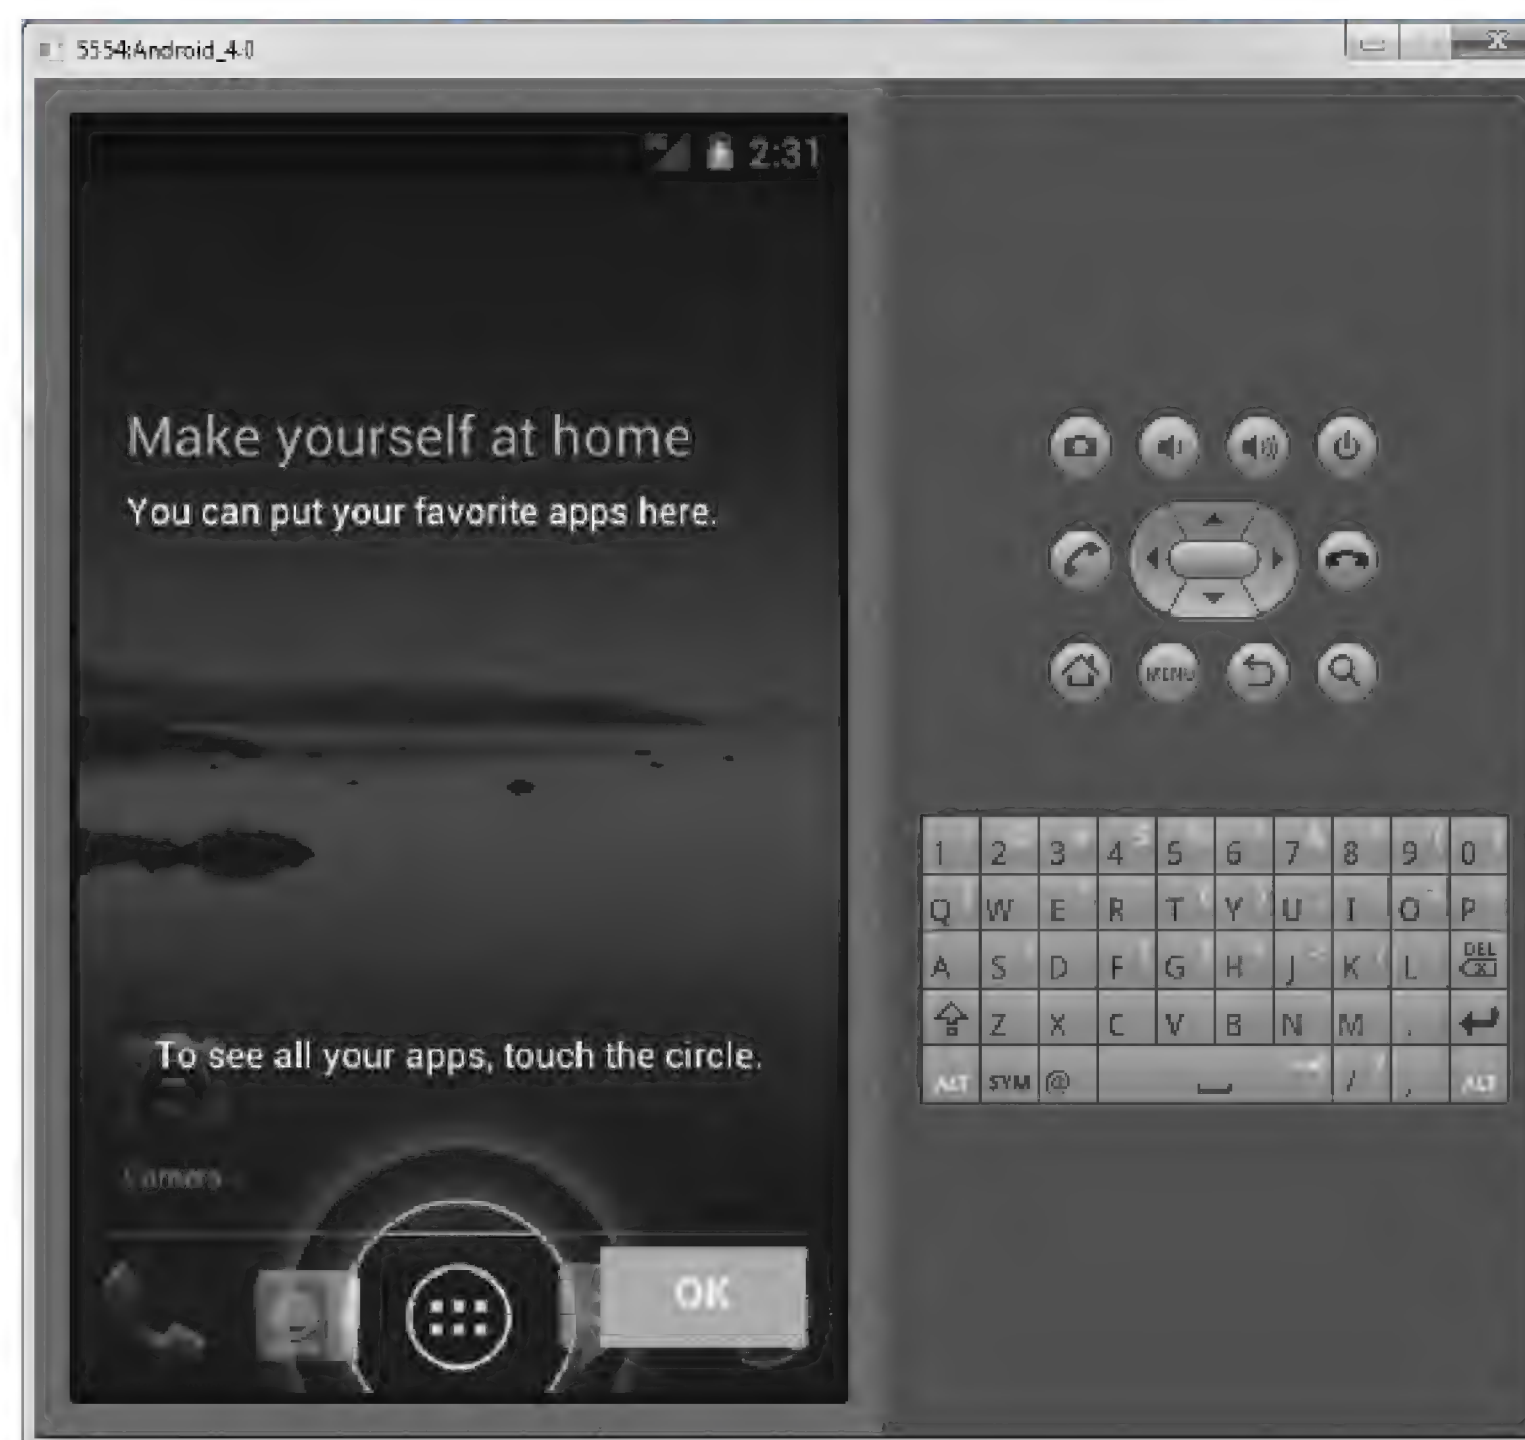 5554:Android_4.0
2:31
Make yourself at home
You can put your favorite apps here.
To see all your apps, touch the circle.
Camera
OK
MENU
1 2 3 4 5 6 7 8 9 0
Q W E R T Y U I O P
A S D F G H J K L DEL
Z X C V B N M .
ALT SYM @ / , ALT